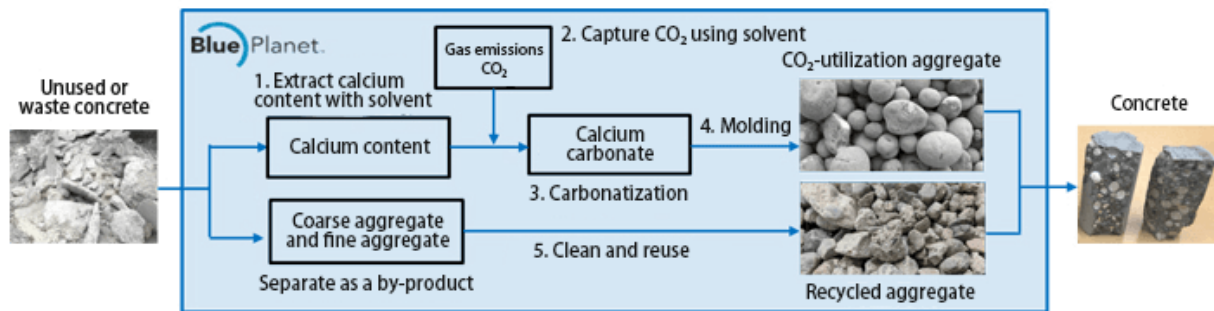 Blue Planet.
Unused or
waste concrete
1. Extract calcium
content with solvent
Gas emissions
CO₂
2. Capture CO₂ using solvent
Calcium content
Calcium
carbonate
3. Carbonatization
4. Molding
CO₂-utilization aggregate
Coarse aggregate
and fine aggregate
Separate as a by-product
5. Clean and reuse
Recycled aggregate
Concrete